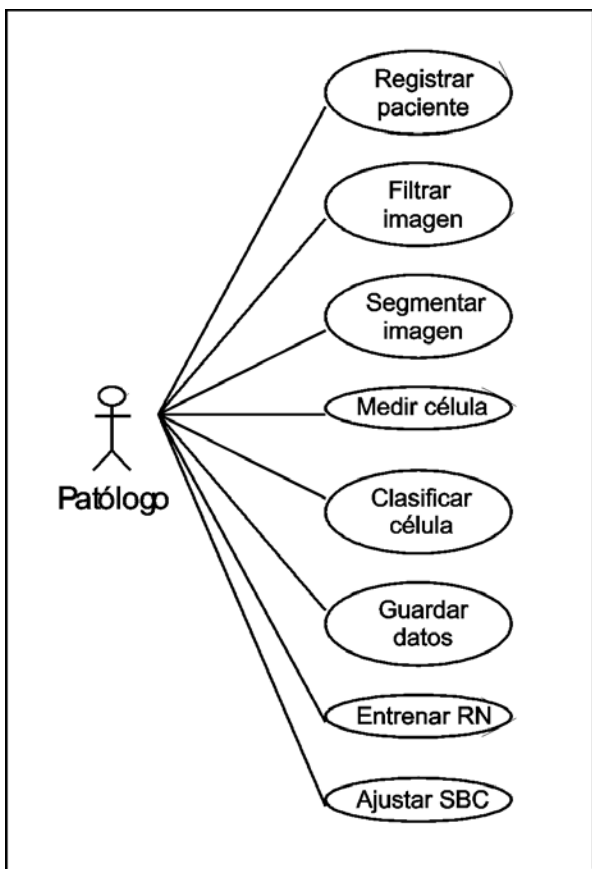 Registrar
paciente
Filtrar
imagen
Segmentar
imagen
Medir célula
Patólogo
Clasificar
célula
Guardar
datos
Entrenar RN
Ajustar SBC